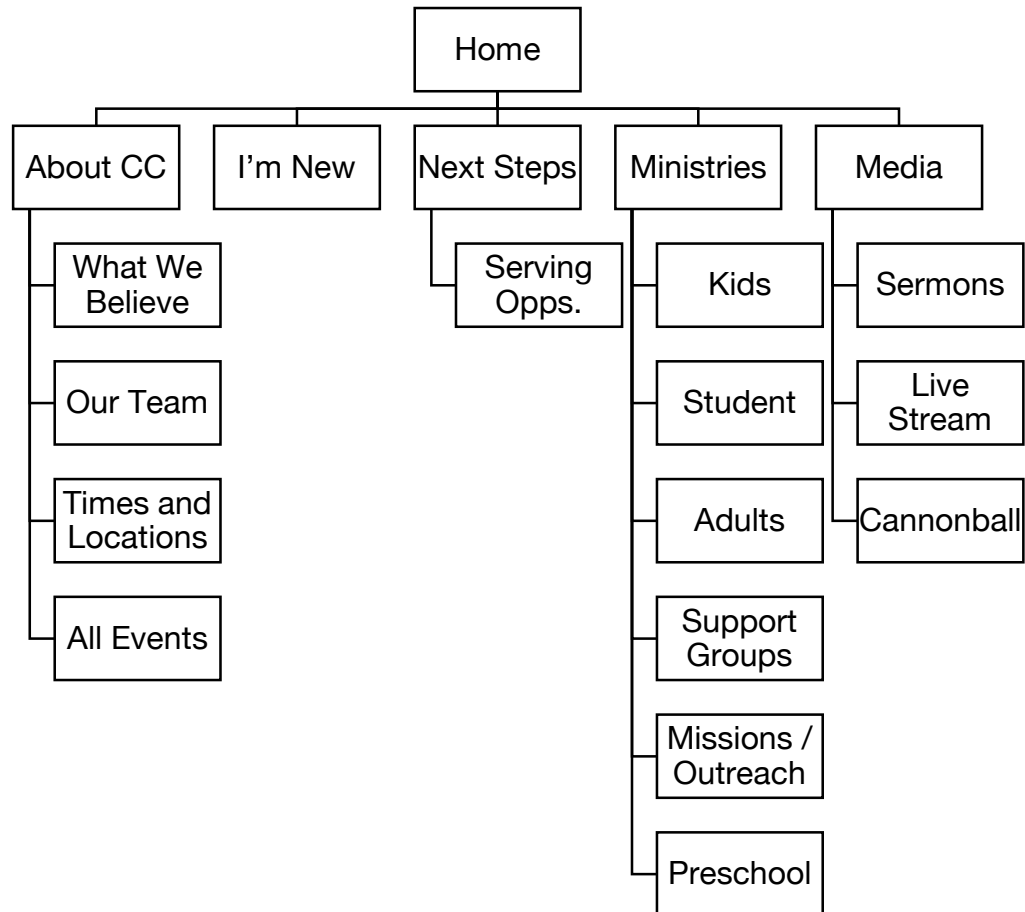 Home
About CC
I'm New
Next Steps
Ministries
Media
What We
Believe
Our Team
Times and
Locations
All Events
Serving
Opps.
Kids
Student
Adults
Support
Groups
Missions /
Outreach
Preschool
Sermons
Live
Stream
Cannonball